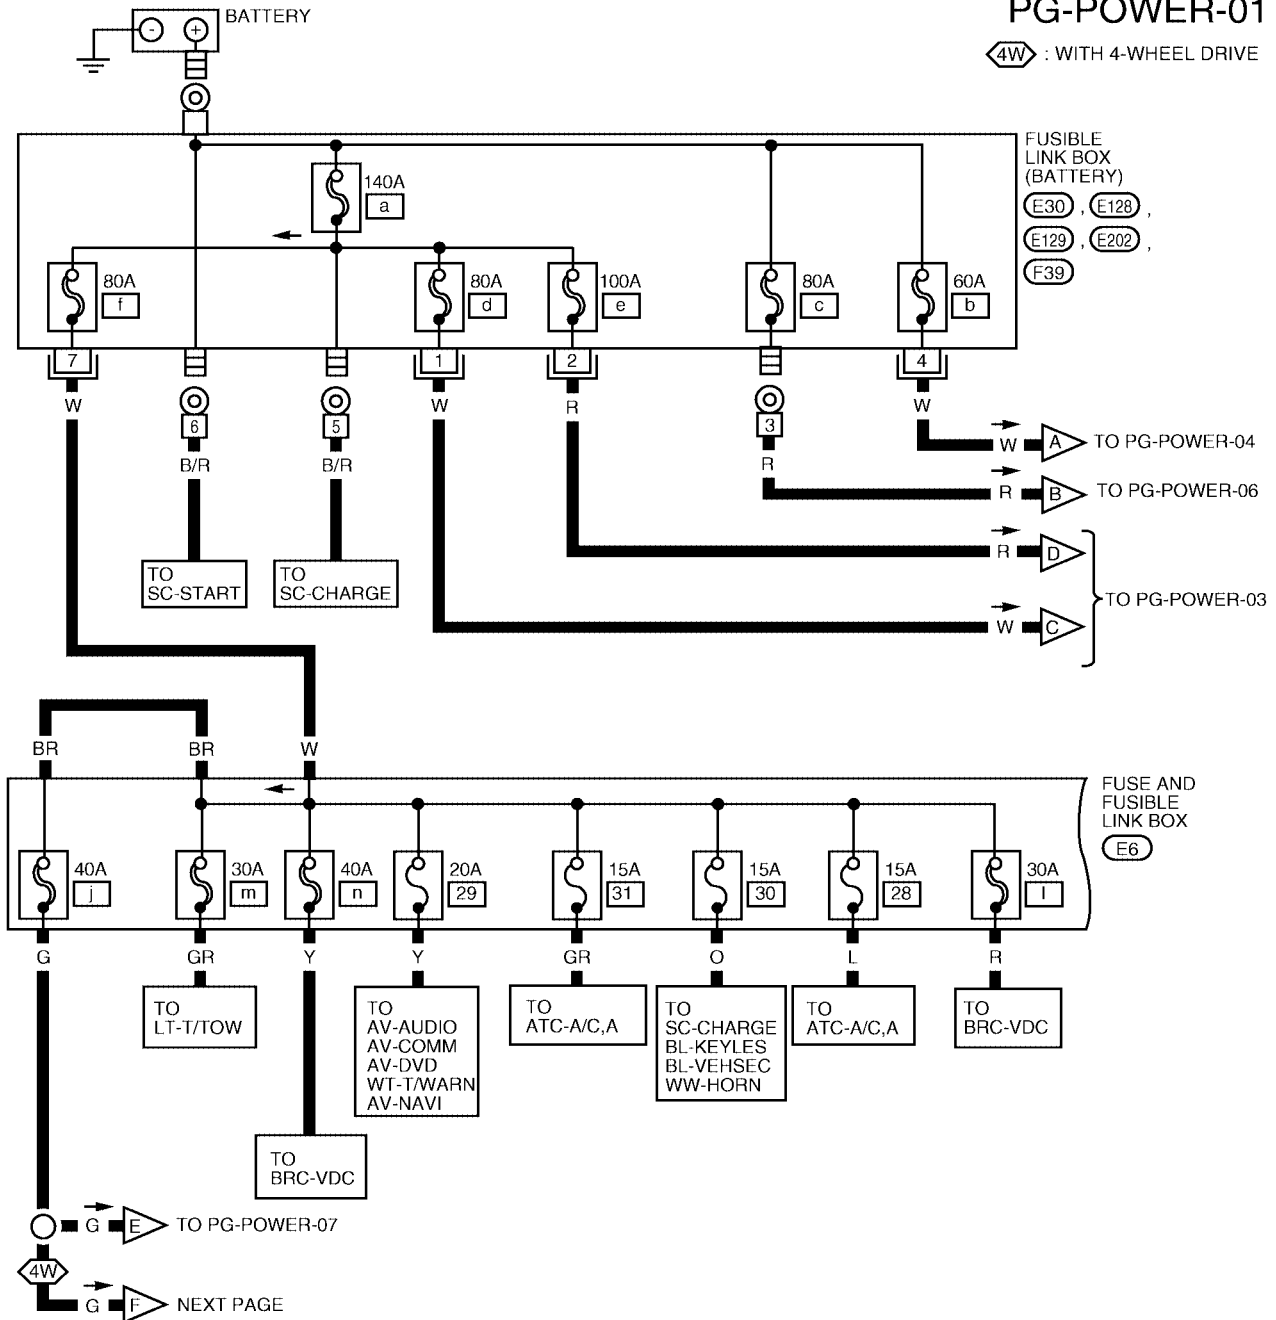 PG-POWER-01
4W : WITH 4-WHEEL DRIVE
BATTERY
- +
FUSIBLE
LINK BOX
(BATTERY)
E30 , E128 ,
E129 , E202 ,
F39
140A
a
80A
f
80A
d
100A
e
80A
c
60A
b
7 1 2 4
W W R W
6 5 3
B/R B/R R
W A TO PG-POWER-04
R B TO PG-POWER-06
R D
TO PG-POWER-03
W C
TO
SC-START
TO
SC-CHARGE
BR BR W
FUSE AND
FUSIBLE
LINK BOX
E6
40A
j
30A
m
40A
n
20A
29
15A
31
15A
30
15A
28
30A
l
G GR Y Y GR O L R
TO
LT-T/TOW
TO
BRC-VDC
TO
AV-AUDIO
AV-COMM
AV-DVD
WT-T/WARN
AV-NAVI
TO
ATC-A/C,A
TO
SC-CHARGE
BL-KEYLES
BL-VEHSEC
WW-HORN
TO
ATC-A/C,A
TO
BRC-VDC
G E TO PG-POWER-07
4W
G F NEXT PAGE